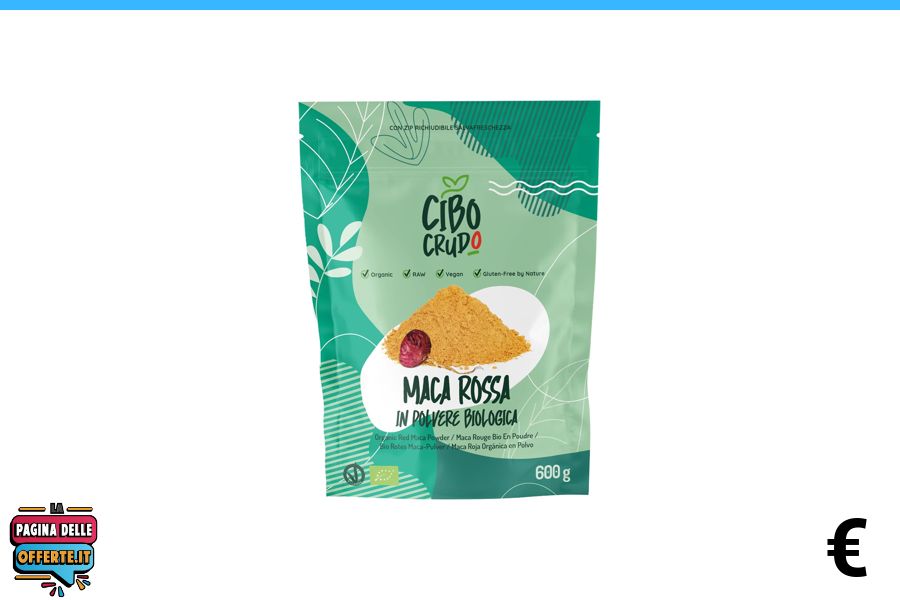 CON ZIP RICHIUDIBILE SALVAFRESCHEZZA
CIBO
CRUDO
Organic RAW Vegan Gluten-Free by Nature
MACA ROSSA
IN POLVERE BIOLOGICA
Organic Red Maca Powder / Maca Rouge Bio En Poudre /
Bio Rotes Maca-Pulver / Maca Roja Orgánica en Polvo
600 g
LA
PAGINA DELLE
OFFERTE.IT
€